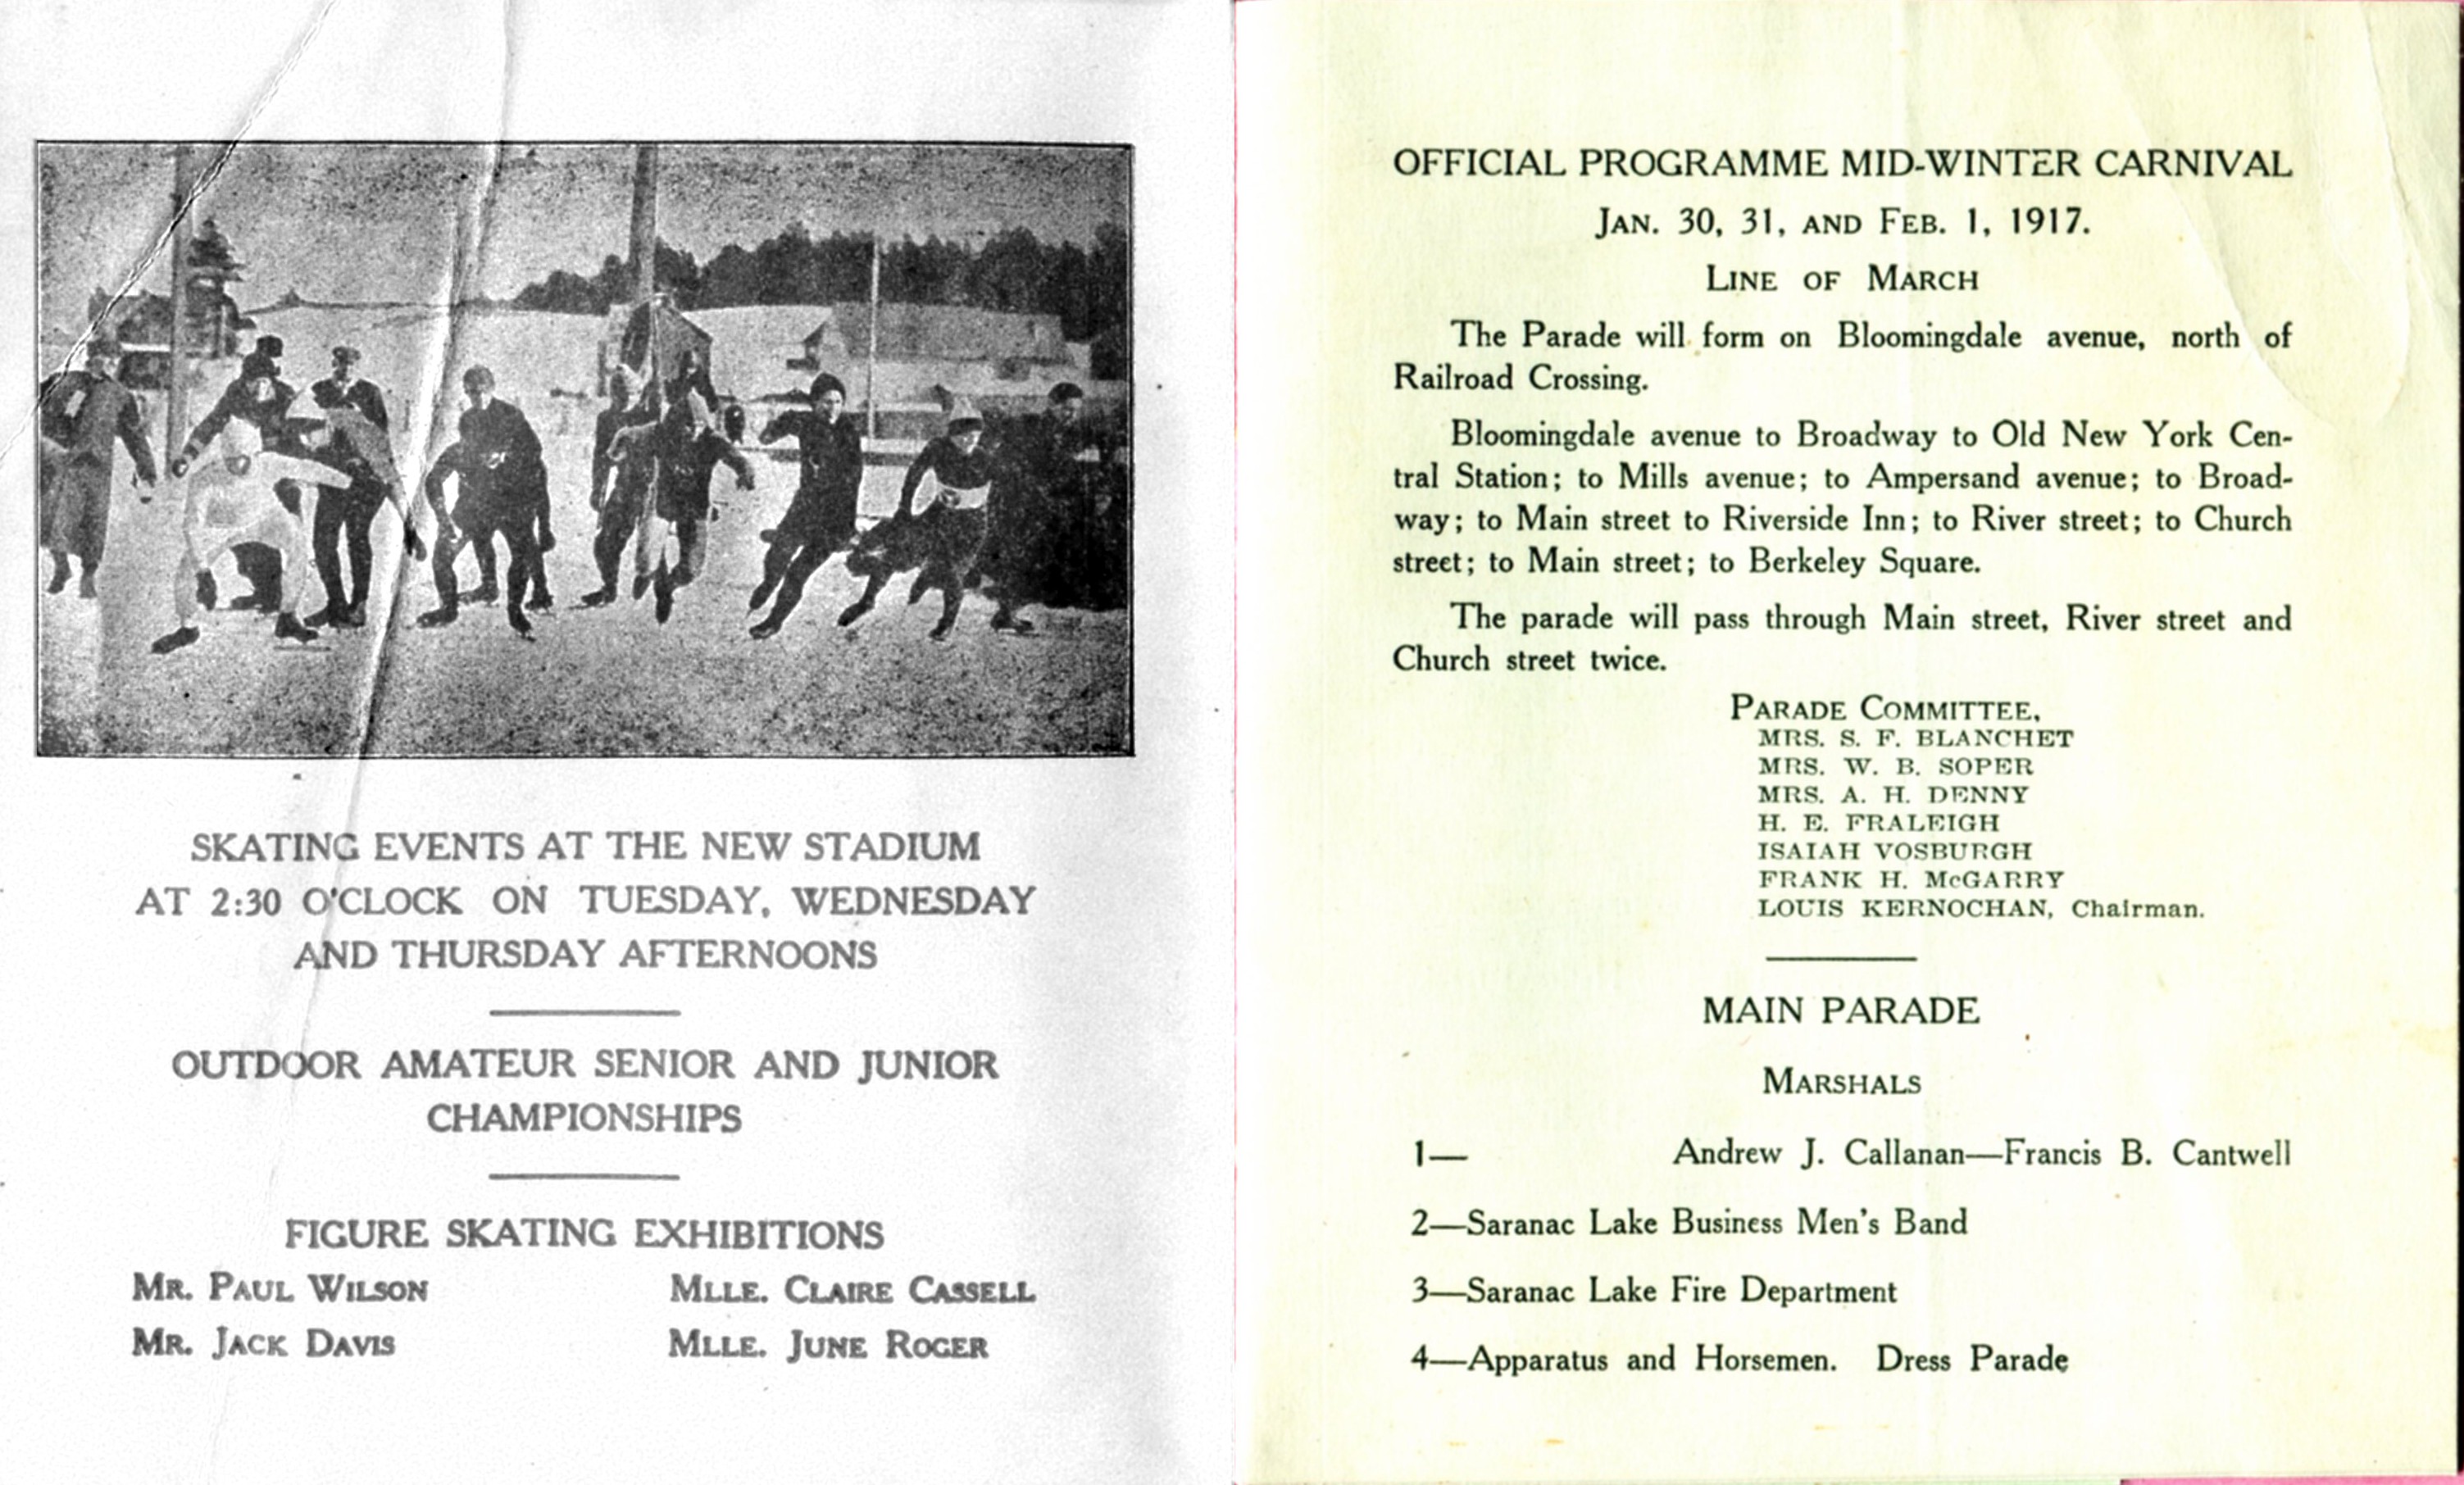 SKATING EVENTS AT THE NEW STADIUM
AT 2:30 O'CLOCK ON TUESDAY, WEDNESDAY
AND THURSDAY AFTERNOONS
OUTDOOR AMATEUR SENIOR AND JUNIOR
CHAMPIONSHIPS
FIGURE SKATING EXHIBITIONS
MR. PAUL WILSON MLLE. CLAIRE CASSELL
MR. JACK DAVIS MLLE. JUNE ROGER
OFFICIAL PROGRAMME MID-WINTER CARNIVAL
JAN. 30, 31, AND FEB. 1, 1917.
LINE OF MARCH
The Parade will form on Bloomingdale avenue, north of
Railroad Crossing.
Bloomingdale avenue to Broadway to Old New York Cen-
tral Station; to Mills avenue; to Ampersand avenue; to Broad-
way; to Main street to Riverside Inn; to River street; to Church
street; to Main street; to Berkeley Square.
The parade will pass through Main street, River street and
Church street twice.
PARADE COMMITTEE,
MRS. S. F. BLANCHET
MRS. W. B. SOPER
MRS. A. H. DENNY
H. E. FRALEIGH
ISAIAH VOSBURGH
FRANK H. McGARRY
LOUIS KERNOCHAN, Chairman.
MAIN PARADE
MARSHALS
1— Andrew J. Callanan—Francis B. Cantwell
2—Saranac Lake Business Men's Band
3—Saranac Lake Fire Department
4—Apparatus and Horsemen. Dress Parade